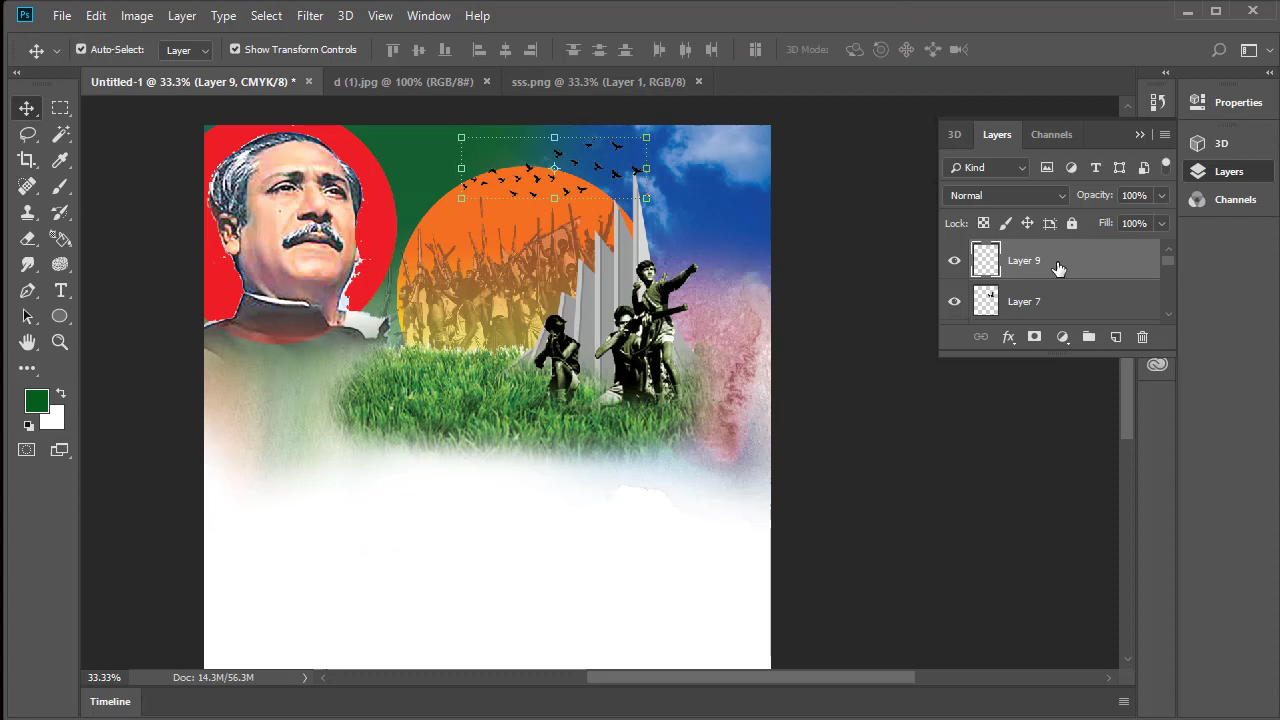 Ps File Edit Image Layer Type Select Filter 3D View Window Help
Auto-Select: Layer Show Transform Controls 3D Mode:
Untitled-1 @ 33.3% (Layer 9, CMYK/8) * × d (1).jpg @ 100% (RGB/8#) × sss.png @ 33.3% (Layer 1, RGB/8) ×
Properties
3D Layers Channels
3D
Kind
Layers
Normal Opacity: 100%
Channels
Lock: Fill: 100%
Layer 9
Layer 7
fx
33.33% Doc: 14.3M/56.3M
Timeline